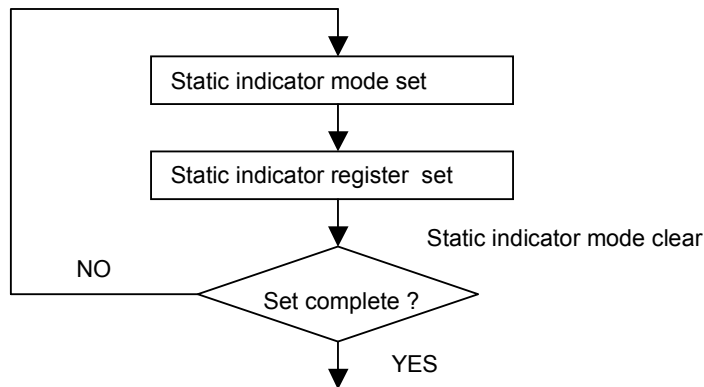 Static indicator mode set
Static indicator register set
Static indicator mode clear
NO
Set complete ?
YES